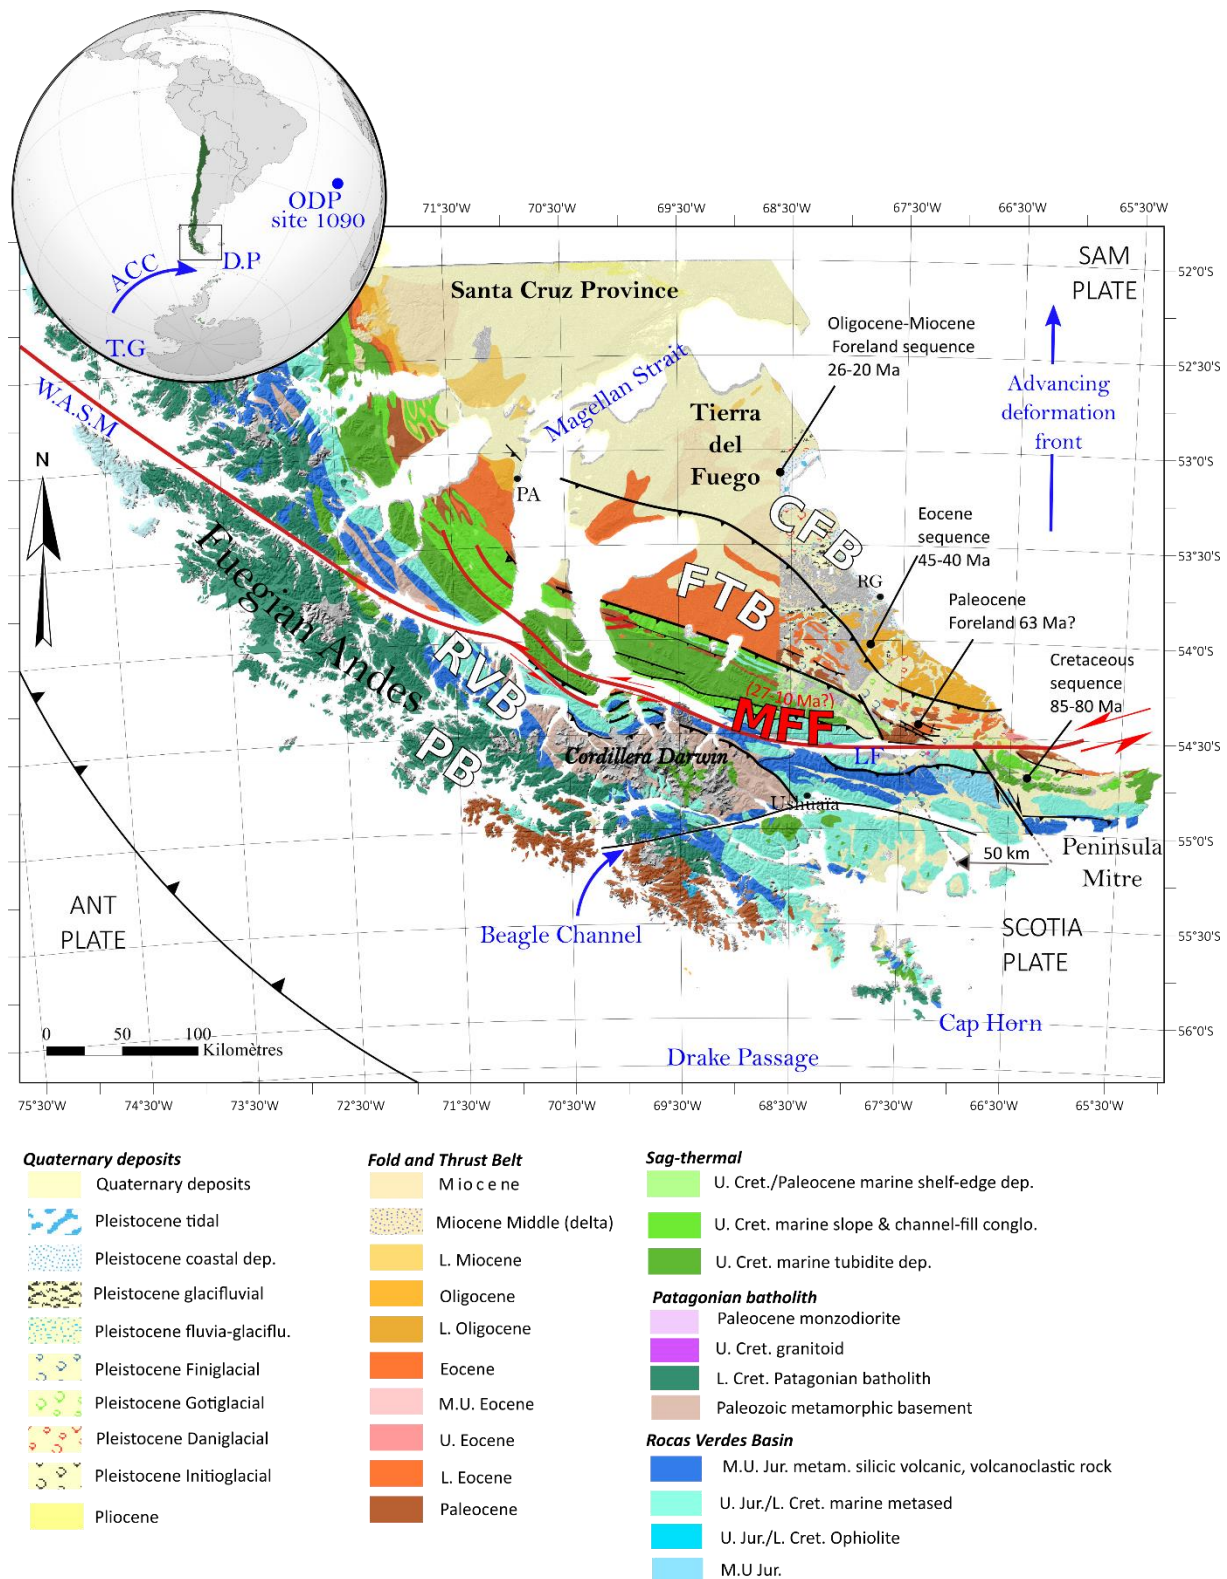 ODP
site 1090
ACC
D.P
T.G
71°30'W
70°30'W
69°30'W
68°30'W
67°30'W
66°30'W
65°30'W
52°0'S
52°30'S
53°0'S
53°30'S
54°0'S
54°30'S
55°0'S
55°30'S
56°0'S
SAM
PLATE
Santa Cruz Province
Oligocene-Miocene
Foreland sequence
26-20 Ma
Magellan Strait
Advancing
deformation
front
W.A.S.M
Tierra
del
Fuego
N
PA
CFB
Eocene
sequence
45-40 Ma
FTB
RG
Paleocene
Foreland 63 Ma?
Fuegian Andes
RVB
Cretaceous
sequence
85-80 Ma
(27-10 Ma?)
MFF
PB
Cordillera Darwin
LF
Ushuaïa
50 km
Peninsula
Mitre
ANT
PLATE
Beagle Channel
SCOTIA
PLATE
Cap Horn
0
50
100
Kilomètres
Drake Passage
75°30'W
74°30'W
73°30'W
72°30'W
71°30'W
70°30'W
69°30'W
68°30'W
67°30'W
66°30'W
65°30'W
Quaternary deposits
Quaternary deposits
Pleistocene tidal
Pleistocene coastal dep.
Pleistocene glacifluvial
Pleistocene fluvia-glaciflu.
Pleistocene Finiglacial
Pleistocene Gotiglacial
Pleistocene Daniglacial
Pleistocene Initioglacial
Pliocene
Fold and Thrust Belt
Miocene
Miocene Middle (delta)
L. Miocene
Oligocene
L. Oligocene
Eocene
M.U. Eocene
U. Eocene
L. Eocene
Paleocene
Sag-thermal
U. Cret./Paleocene marine shelf-edge dep.
U. Cret. marine slope & channel-fill conglo.
U. Cret. marine tubidite dep.
Patagonian batholith
Paleocene monzodiorite
U. Cret. granitoid
L. Cret. Patagonian batholith
Paleozoic metamorphic basement
Rocas Verdes Basin
M.U. Jur. metam. silicic volcanic, volcanoclastic rock
U. Jur./L. Cret. marine metased
U. Jur./L. Cret. Ophiolite
M.U Jur.